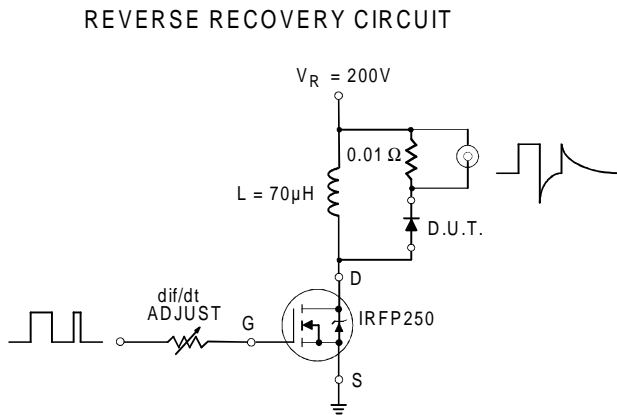 REVERSE RECOVERY CIRCUIT
V_R = 200V
0.01 Ω
L = 70µH
D.U.T.
D
dif/dt
ADJUST
G
IRFP250
S